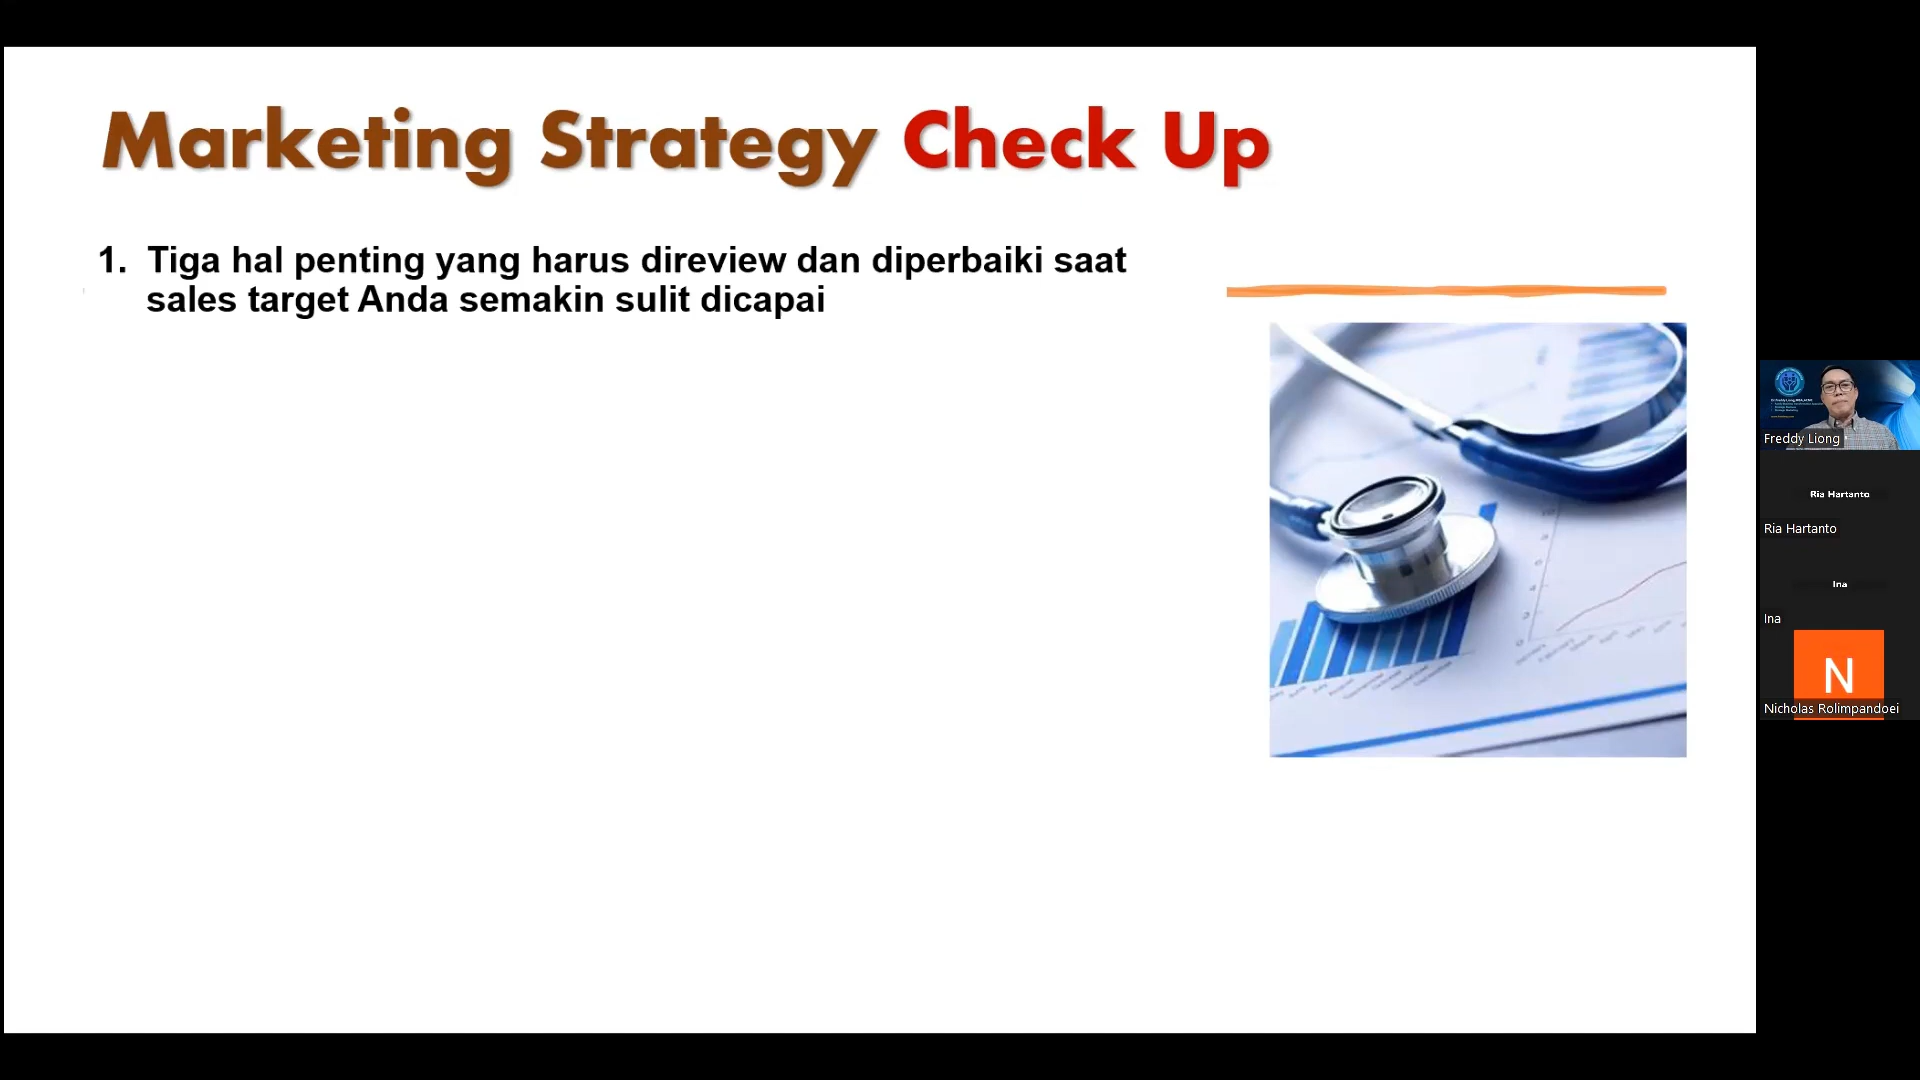 Marketing Strategy Check Up
1. Tiga hal penting yang harus direview dan diperbaiki saat
sales target Anda semakin sulit dicapai
Freddy Liong
Ria Hartanto
Ria Hartanto
Ina
Ina
N
Nicholas Rolimpandoei